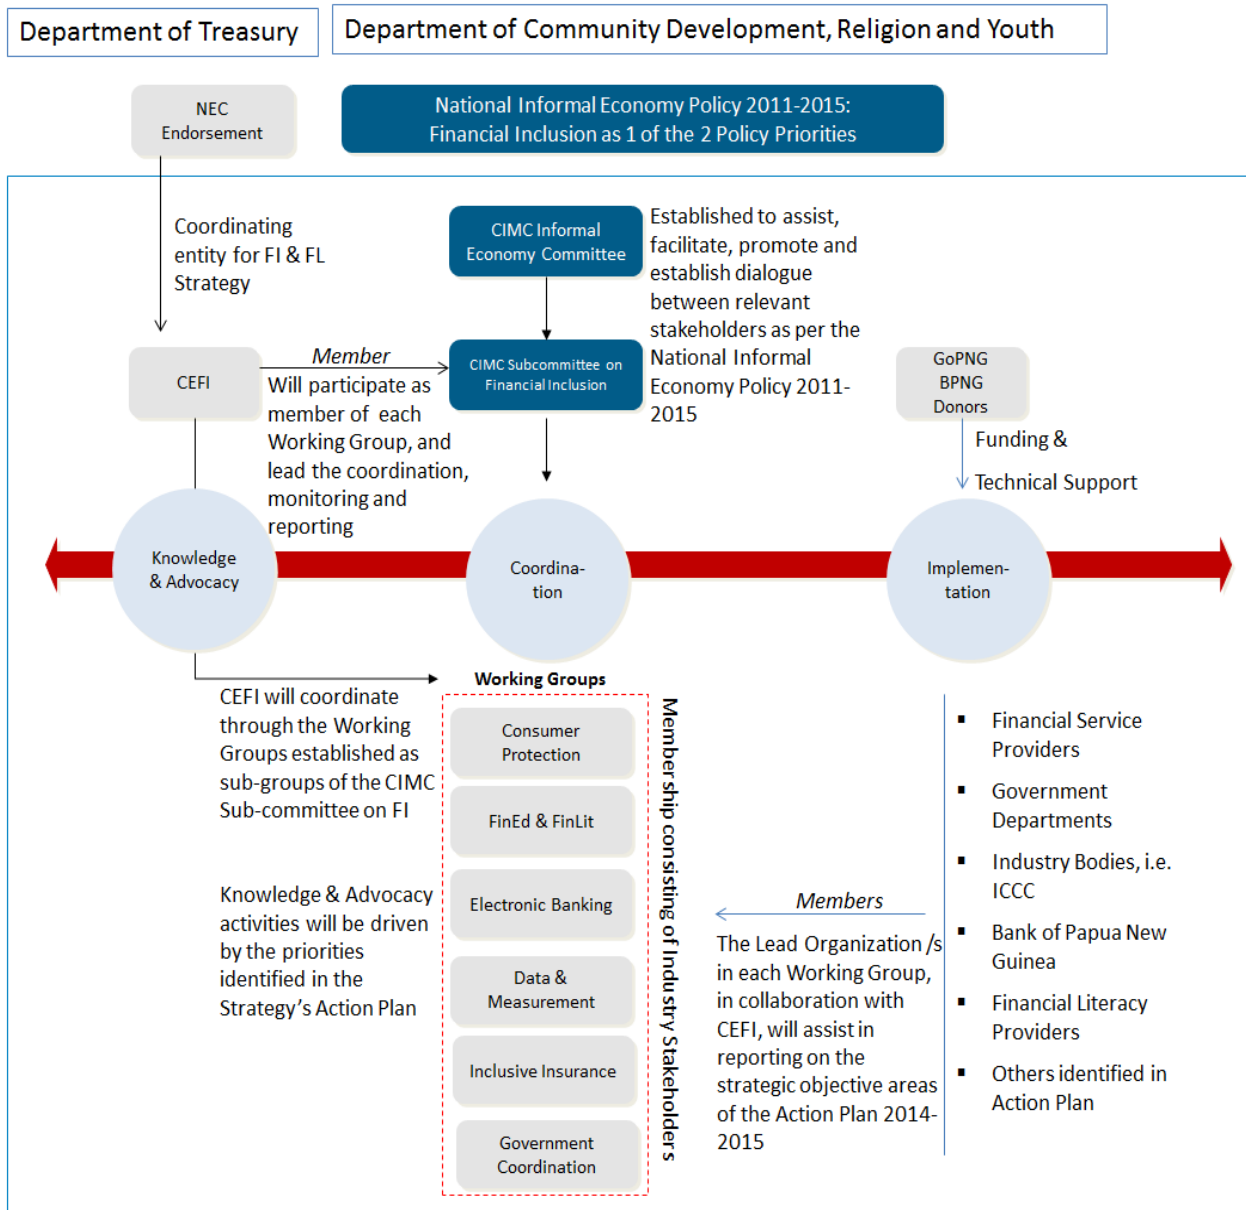 Department of Treasury
Department of Community Development, Religion and Youth
NEC
Endorsement
National Informal Economy Policy 2011-2015:
Financial Inclusion as 1 of the 2 Policy Priorities
Coordinating
entity for FI & FL
Strategy
CIMC Informal
Economy Committee
Established to assist,
facilitate, promote and
establish dialogue
between relevant
stakeholders as per the
National Informal
Economy Policy 2011-
2015
CEFI
Member
Will participate as
member of each
Working Group, and
lead the coordination,
monitoring and
reporting
CIMC Subcommittee on
Financial Inclusion
GoPNG
BPNG
Donors
Funding &
Technical Support
Knowledge
& Advocacy
Coordina-
tion
Implemen-
tation
CEFI will coordinate
through the Working
Groups established as
sub-groups of the CIMC
Sub-committee on FI
Knowledge & Advocacy
activities will be driven
by the priorities
identified in the
Strategy’s Action Plan
Working Groups
Consumer
Protection
FinEd & FinLit
Electronic Banking
Data &
Measurement
Inclusive Insurance
Government
Coordination
Membership consisting of Industry Stakeholders
Members
The Lead Organization /s
in each Working Group,
in collaboration with
CEFI, will assist in
reporting on the
strategic objective areas
of the Action Plan 2014-
2015
▪ Financial Service
Providers
▪ Government
Departments
▪ Industry Bodies, i.e.
ICCC
▪ Bank of Papua New
Guinea
▪ Financial Literacy
Providers
▪ Others identified in
Action Plan